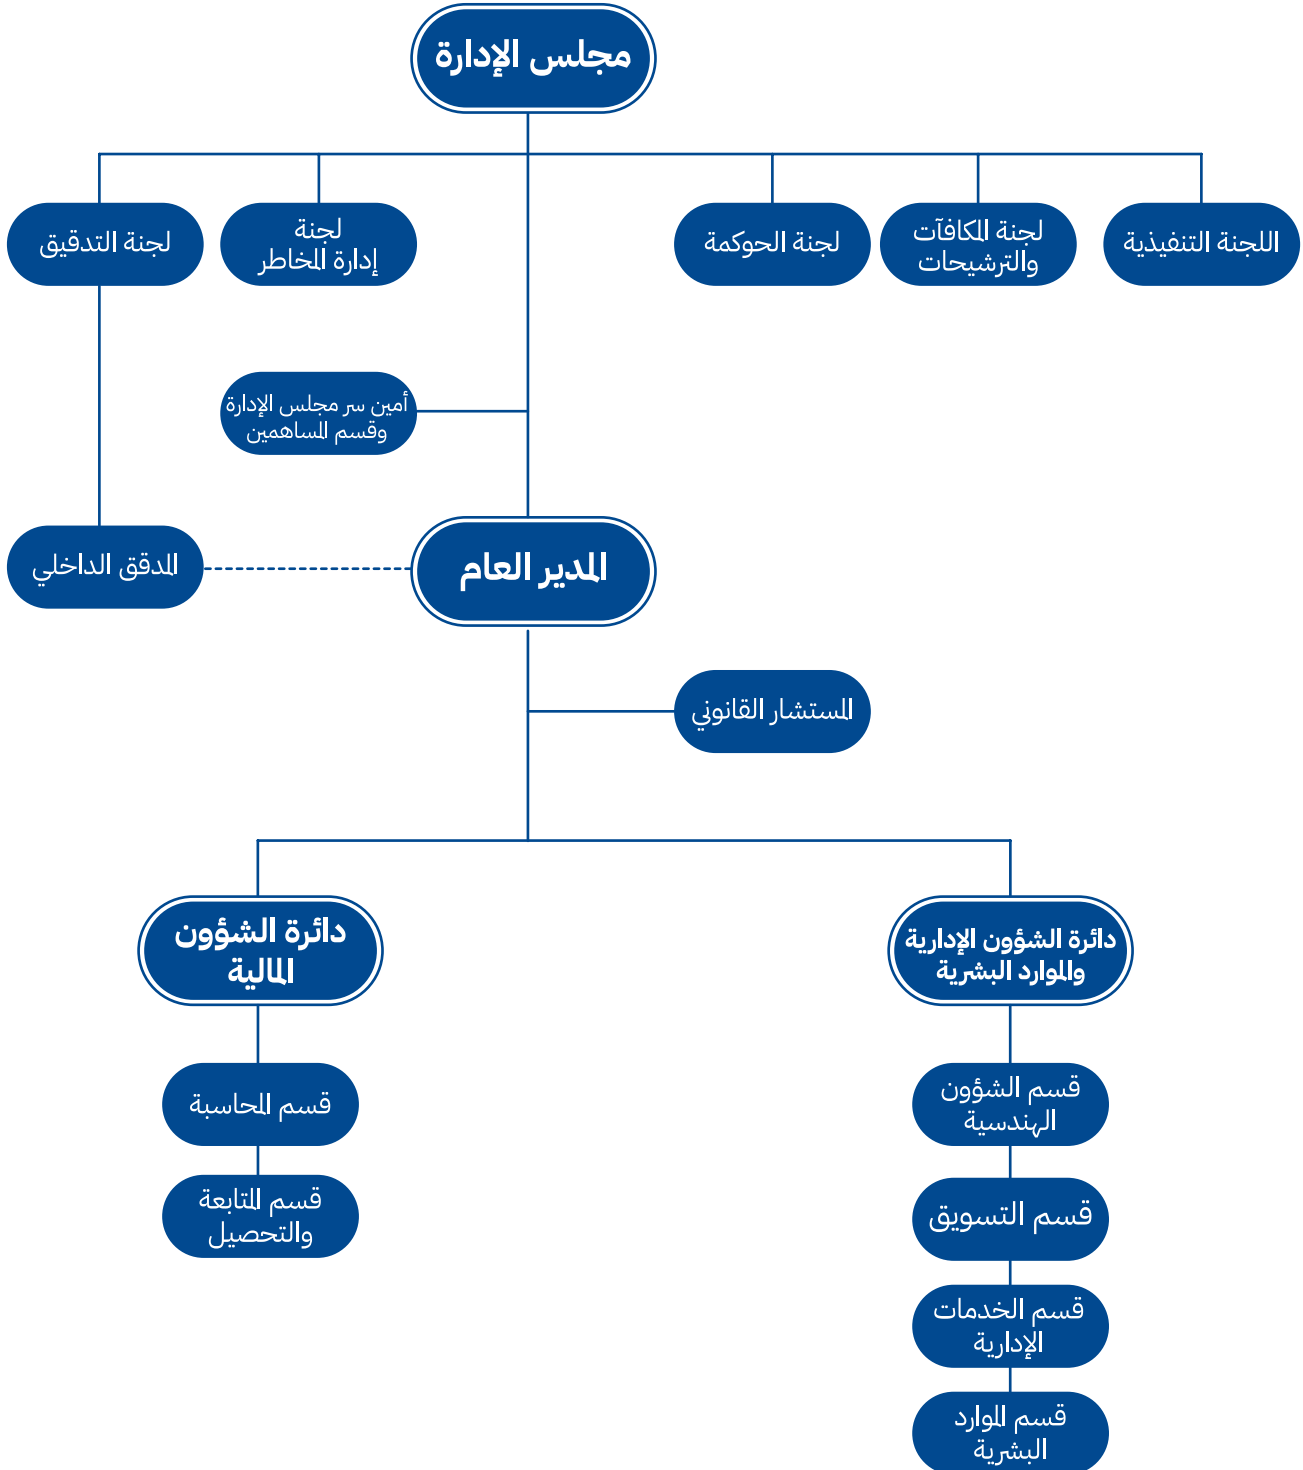 مجلس الإدارة
اللجنة التنفيذية
لجنة المكافآت
والترشيحات
لجنة الحوكمة
لجنة
إدارة المخاطر
لجنة التدقيق
أمين سر مجلس الإدارة
وقسم المساهمين
المدير العام
المدقق الداخلي
المستشار القانوني
دائرة الشؤون الإدارية
والموارد البشرية
قسم الشؤون
الهندسية
قسم التسويق
قسم الخدمات
الإدارية
قسم الموارد
البشرية
دائرة الشؤون
المالية
قسم المحاسبة
قسم المتابعة
والتحصيل